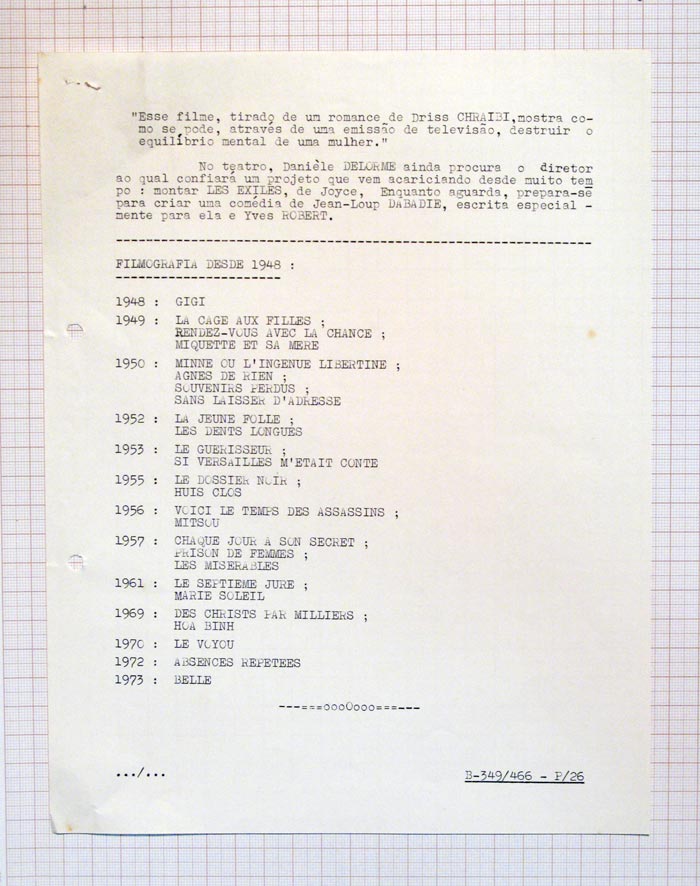 "Esse filme, tirado de um romance de Driss CHRAIBI,mostra co-
mo se pode, através de uma emissão de televisão, destruir o
equilíbrio mental de uma mulher."
No teatro, Danièle DELORME ainda procura o diretor
ao qual confiará um projeto que vem acariciando desde muito tem
po : montar LES EXILES, de Joyce, Enquanto aguarda, prepara-se
para criar uma comédia de Jean-Loup DABADIE, escrita especial -
mente para ela e Yves ROBERT.
------------------------------------------------------------
FILMOGRAFIA DESDE 1948 :
---------------------
1948 : GIGI
1949 : LA CAGE AUX FILLES ;
RENDEZ-VOUS AVEC LA CHANCE ;
MIQUETTE ET SA MERE
1950 : MINNE OU L'INGENUE LIBERTINE ;
AGNES DE RIEN ;
SOUVENIRS PERDUS ;
SANS LAISSER D'ADRESSE
1952 : LA JEUNE FOLLE ;
LES DENTS LONGUES
1953 : LE GUERISSEUR ;
SI VERSAILLES M'ETAIT CONTE
1955 : LE DOSSIER NOIR ;
HUIS CLOS
1956 : VOICI LE TEMPS DES ASSASSINS ;
MITSOU
1957 : CHAQUE JOUR A SON SECRET ;
PRISON DE FEMMES ;
LES MISERABLES
1961 : LE SEPTIEME JURE ;
MARIE SOLEIL
1969 : DES CHRISTS PAR MILLIERS ;
HOA BINH
1970 : LE VOYOU
1972 : ABSENCES REPETEES
1973 : BELLE
---===oooOooo===---
.../...
B-349/466 - P/26